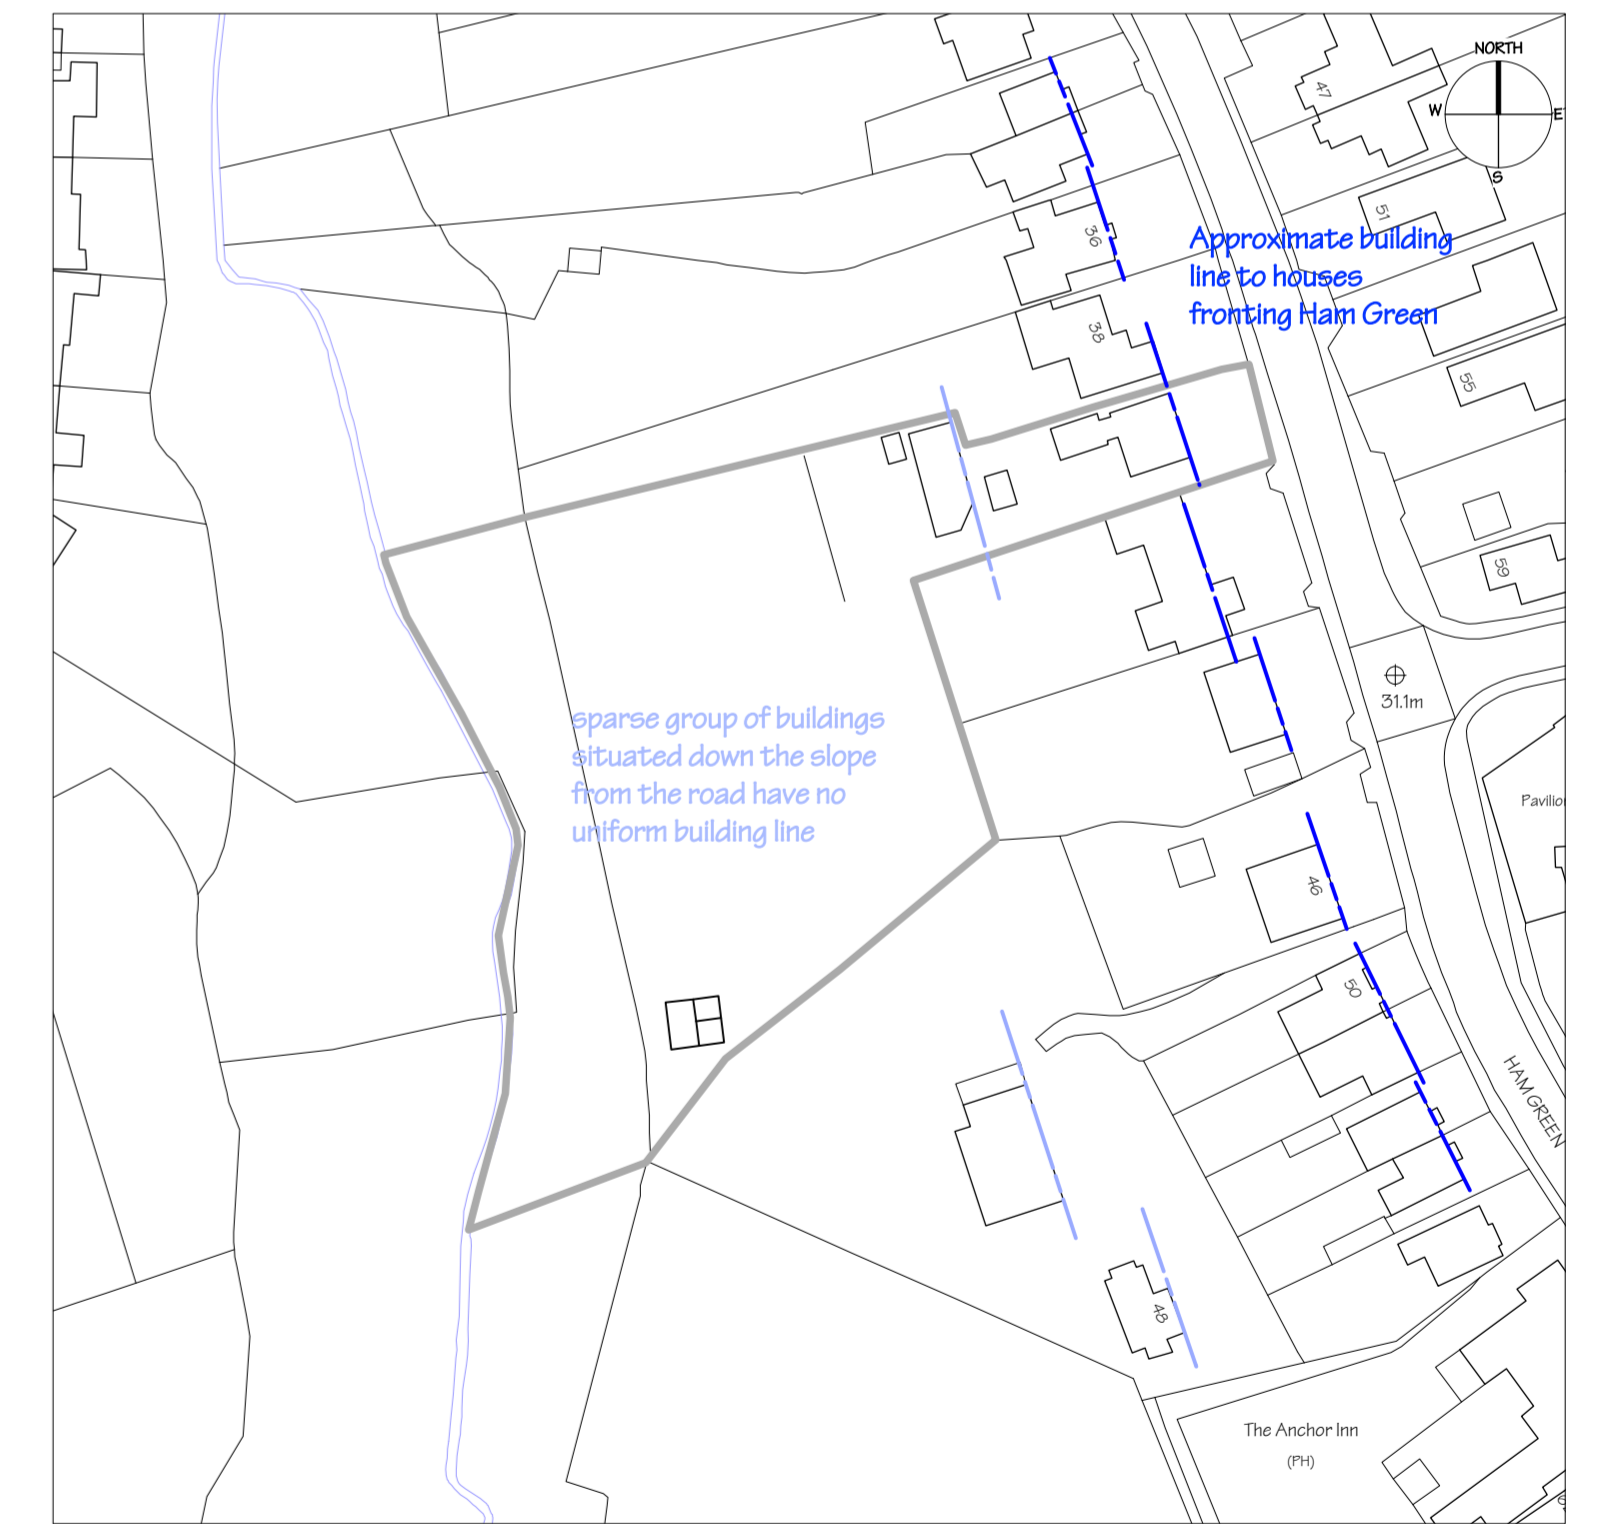 NORTH
W
E
S
47
51
36
Approximate building
line to houses
fronting Ham Green
38
55
59
31.1m
sparse group of buildings
situated down the slope
from the road have no
uniform building line
Pavilio
46
50
HAM GREEN
48
The Anchor Inn
(PH)